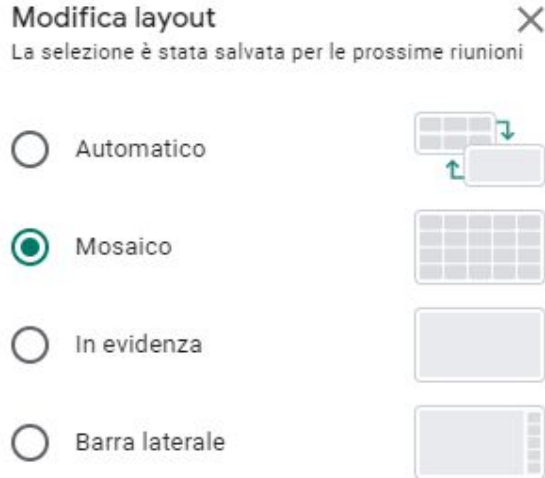 Modifica layout
La selezione è stata salvata per le prossime riunioni
Automatico
Mosaico
In evidenza
Barra laterale